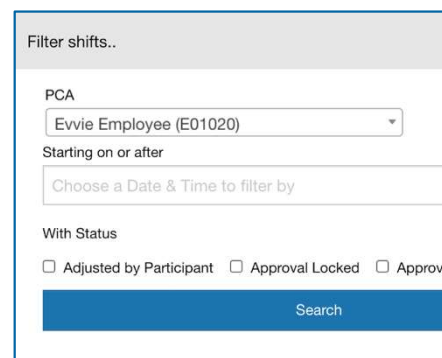 Filter shifts..
PCA
Evvie Employee (E01020)
Starting on or after
Choose a Date & Time to filter by
With Status
Adjusted by Participant Approval Locked Approv
Search